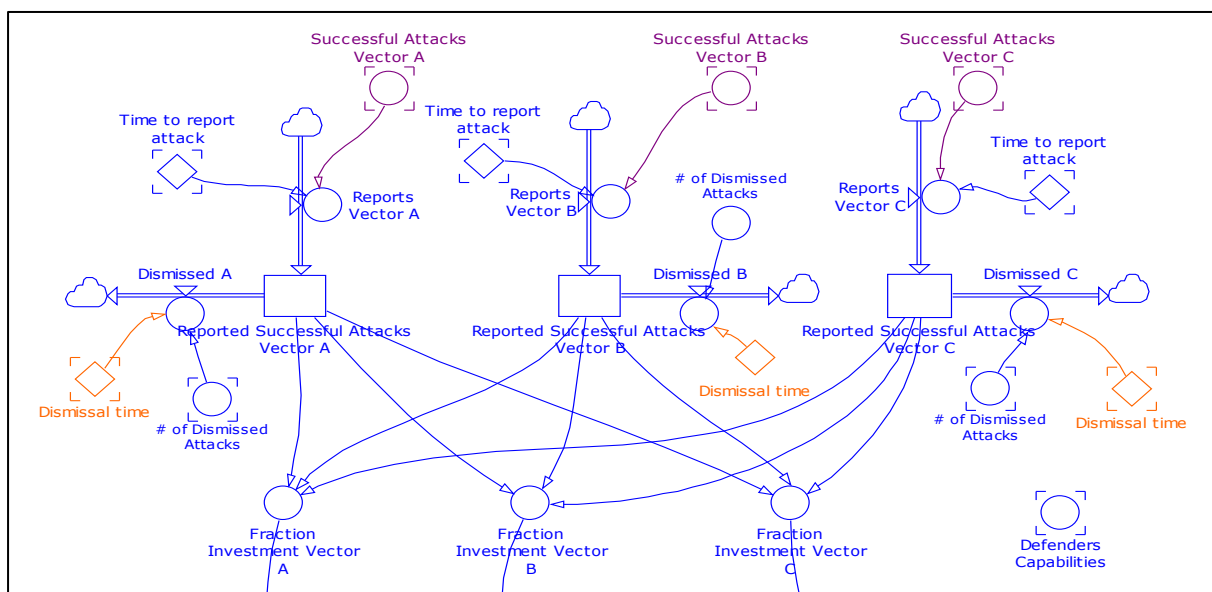 Successful Attacks
Vector A
Successful Attacks
Vector B
Successful Attacks
Vector C
Time to report
attack
Time to report
attack
Time to report
attack
# of Dismissed
Attacks
Reports
Vector A
Reports
Vector B
Reports
Vector C
Dismissed A
Dismissed B
Dismissed C
Reported Successful Attacks
Vector A
Reported Successful Attacks
Vector B
Reported Successful Attacks
Vector C
Dismissal time
# of Dismissed
Attacks
Dismissal time
# of Dismissed
Attacks
Dismissal time
Fraction
Investment Vector
A
Fraction
Investment Vector
B
Fraction
Investment Vector
C
Defenders
Capabilities